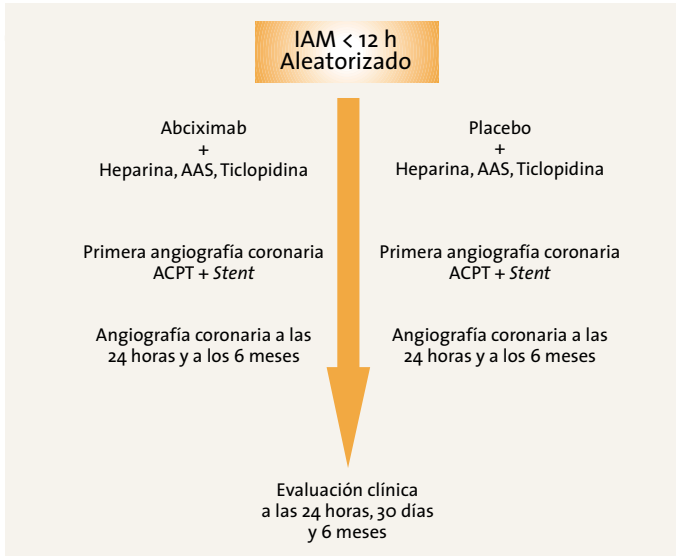 IAM < 12 h
Aleatorizado
Abciximab
+
Heparina, AAS, Ticlopidina
Placebo
+
Heparina, AAS, Ticlopidina
Primera angiografía coronaria
ACPT + Stent
Primera angiografía coronaria
ACPT + Stent
Angiografía coronaria a las
24 horas y a los 6 meses
Angiografía coronaria a las
24 horas y a los 6 meses
Evaluación clínica
a las 24 horas, 30 días
y 6 meses